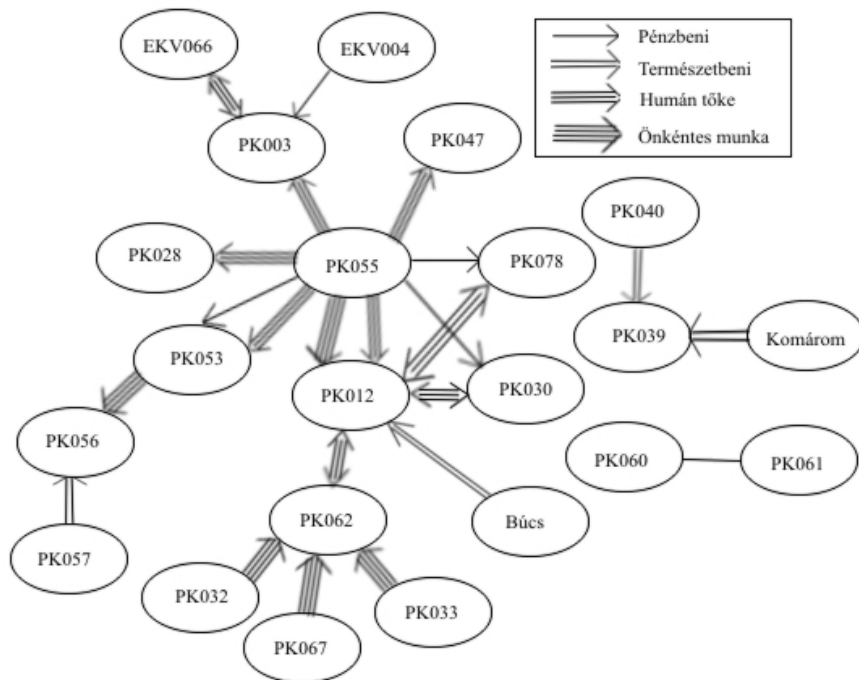 EKV066
EKV004
Pénzbeni
Természetbeni
Humán tőke
Önkéntes munka
PK003
PK047
PK040
PK028
PK055
PK078
PK053
PK039
Komárom
PK012
PK030
PK056
PK060
PK061
PK062
Búcs
PK057
PK032
PK033
PK067